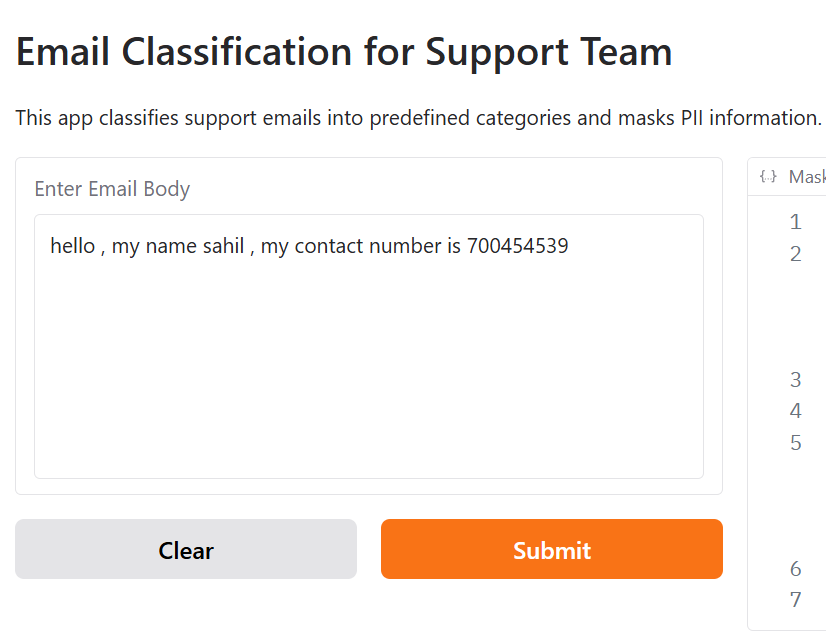 Email Classification for Support Team
This app classifies support emails into predefined categories and masks PII information.
Enter Email Body
hello , my name sahil , my contact number is 700454539
Clear
Submit
{..} Mask
1
2
3
4
5
6
7